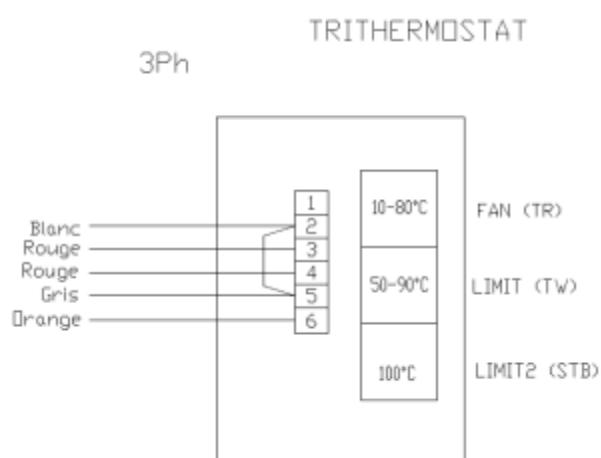 TRITHERMOSTAT
3Ph
1
Blanc 2
Rouge 3
Rouge 4
Gris 5
Orange 6
10-80°C FAN (TR)
50-90°C LIMIT (TW)
100°C LIMIT2 (STB)